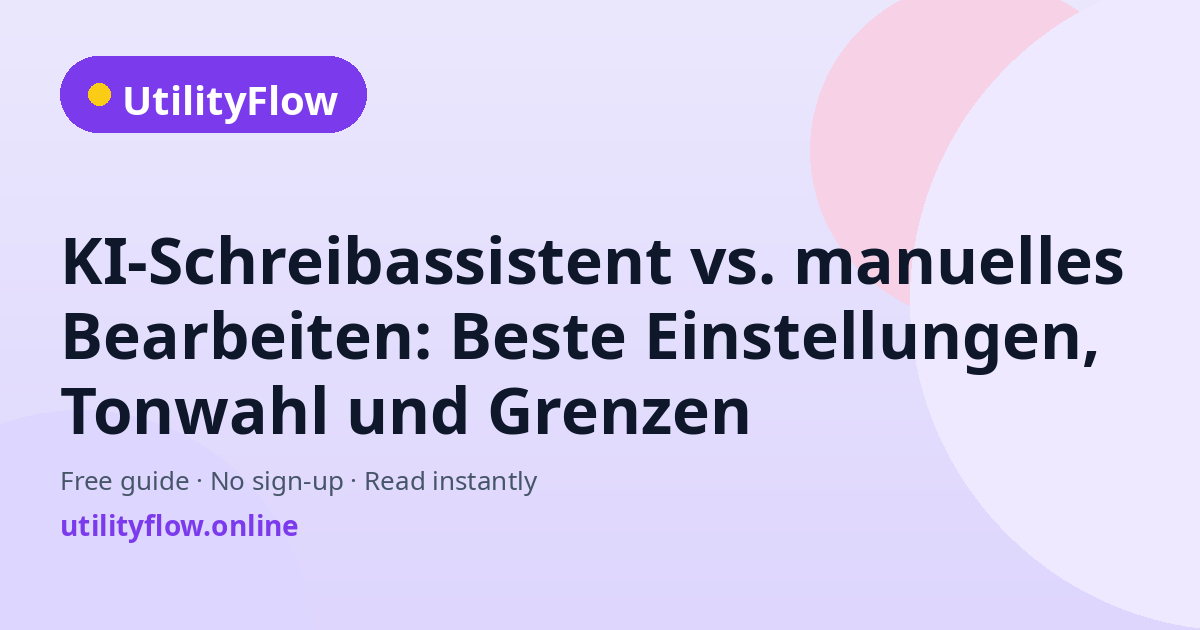 UtilityFlow
KI-Schreibassistent vs. manuelles
Bearbeiten: Beste Einstellungen,
Tonwahl und Grenzen
Free guide · No sign-up · Read instantly
utilityflow.online